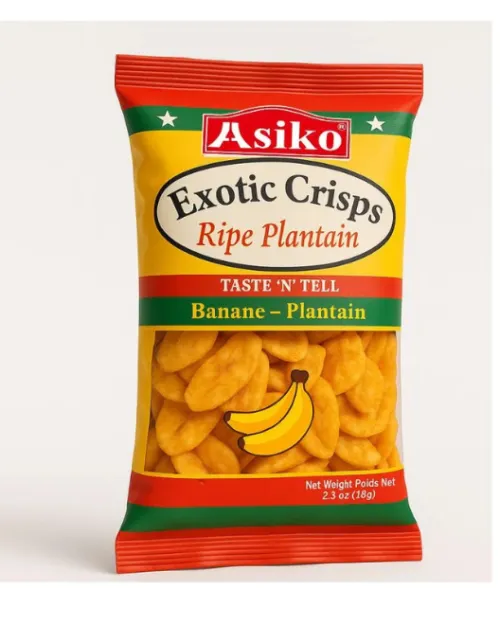 Asiko®
Exotic Crisps
Ripe Plantain
TASTE ‘N’ TELL
Banane – Plantain
Net Weight Poids Net
2.3 oz (18g)